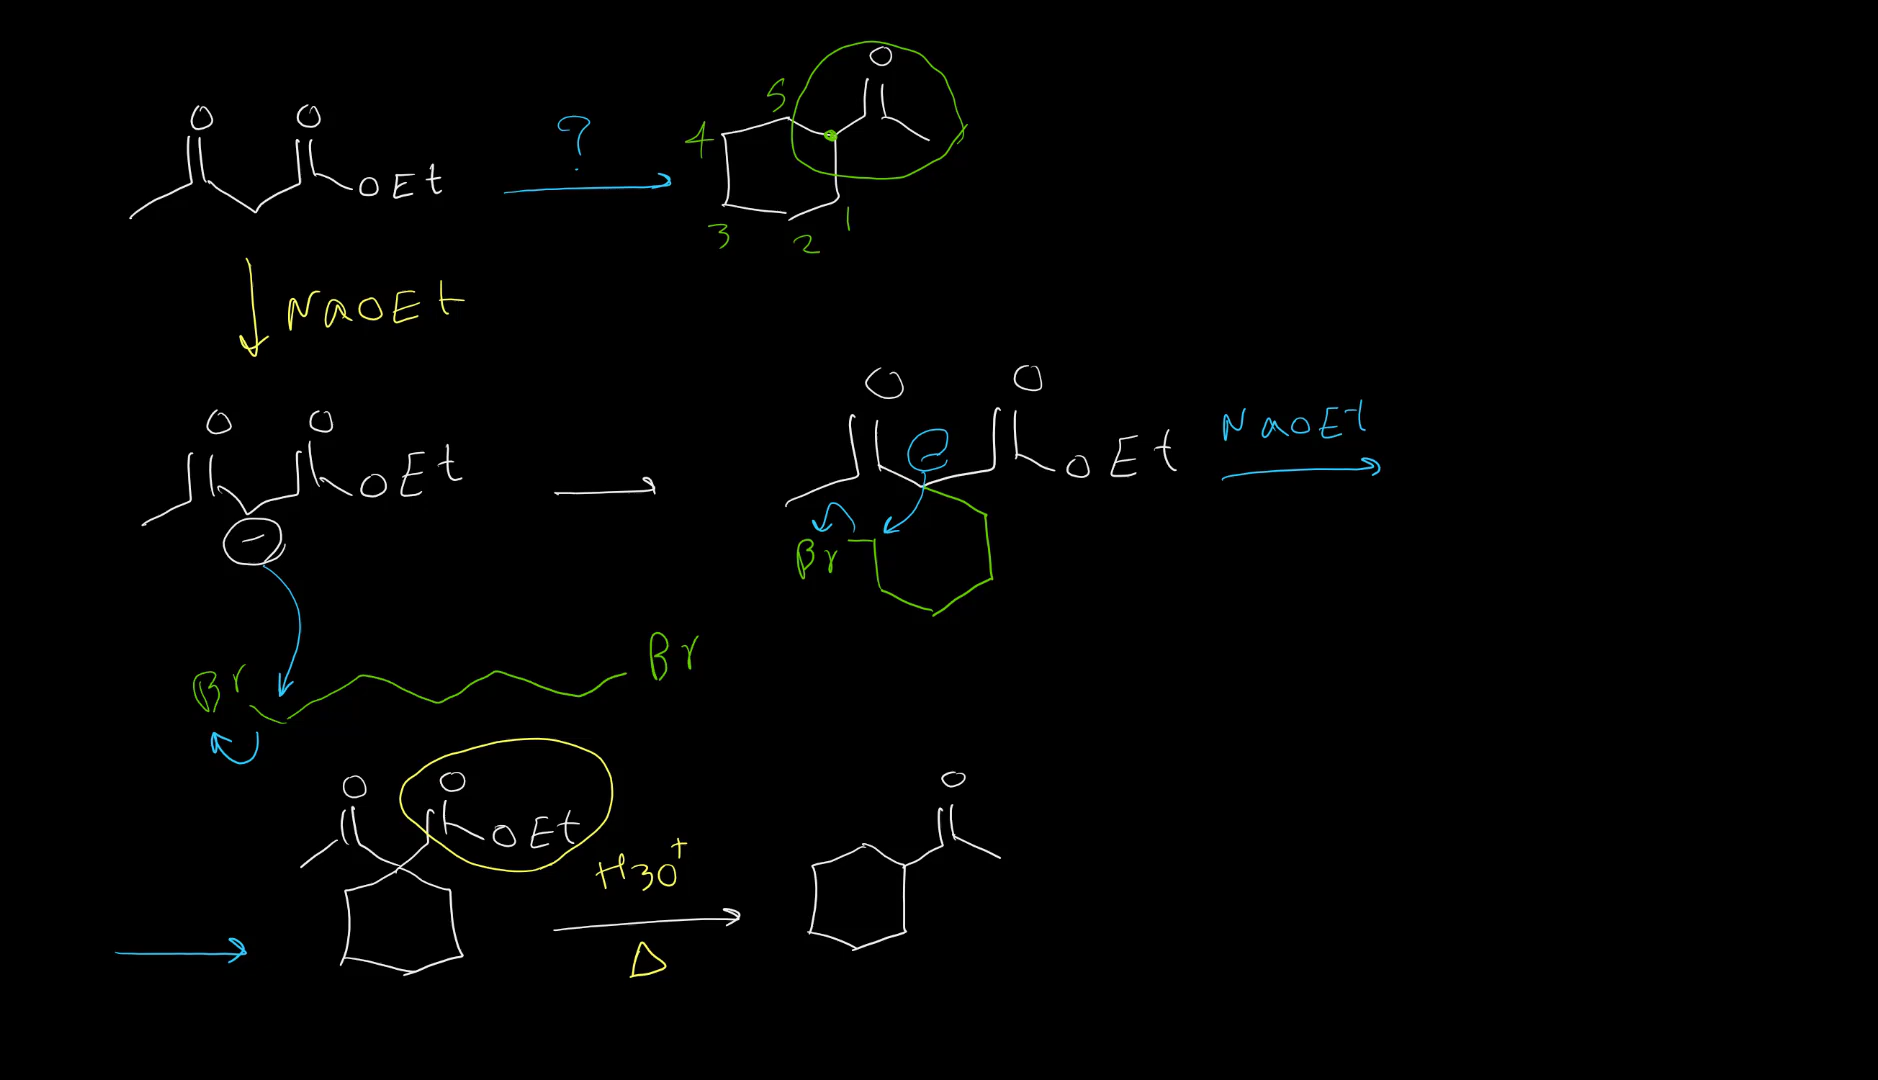 O
O O ? 5
OEt 4
3 2 1
NaOEt
O O
O O NaOEt
OEt ⊖ OEt
⊖
Br
Br Br
O O O
OEt
H3O+
Δ